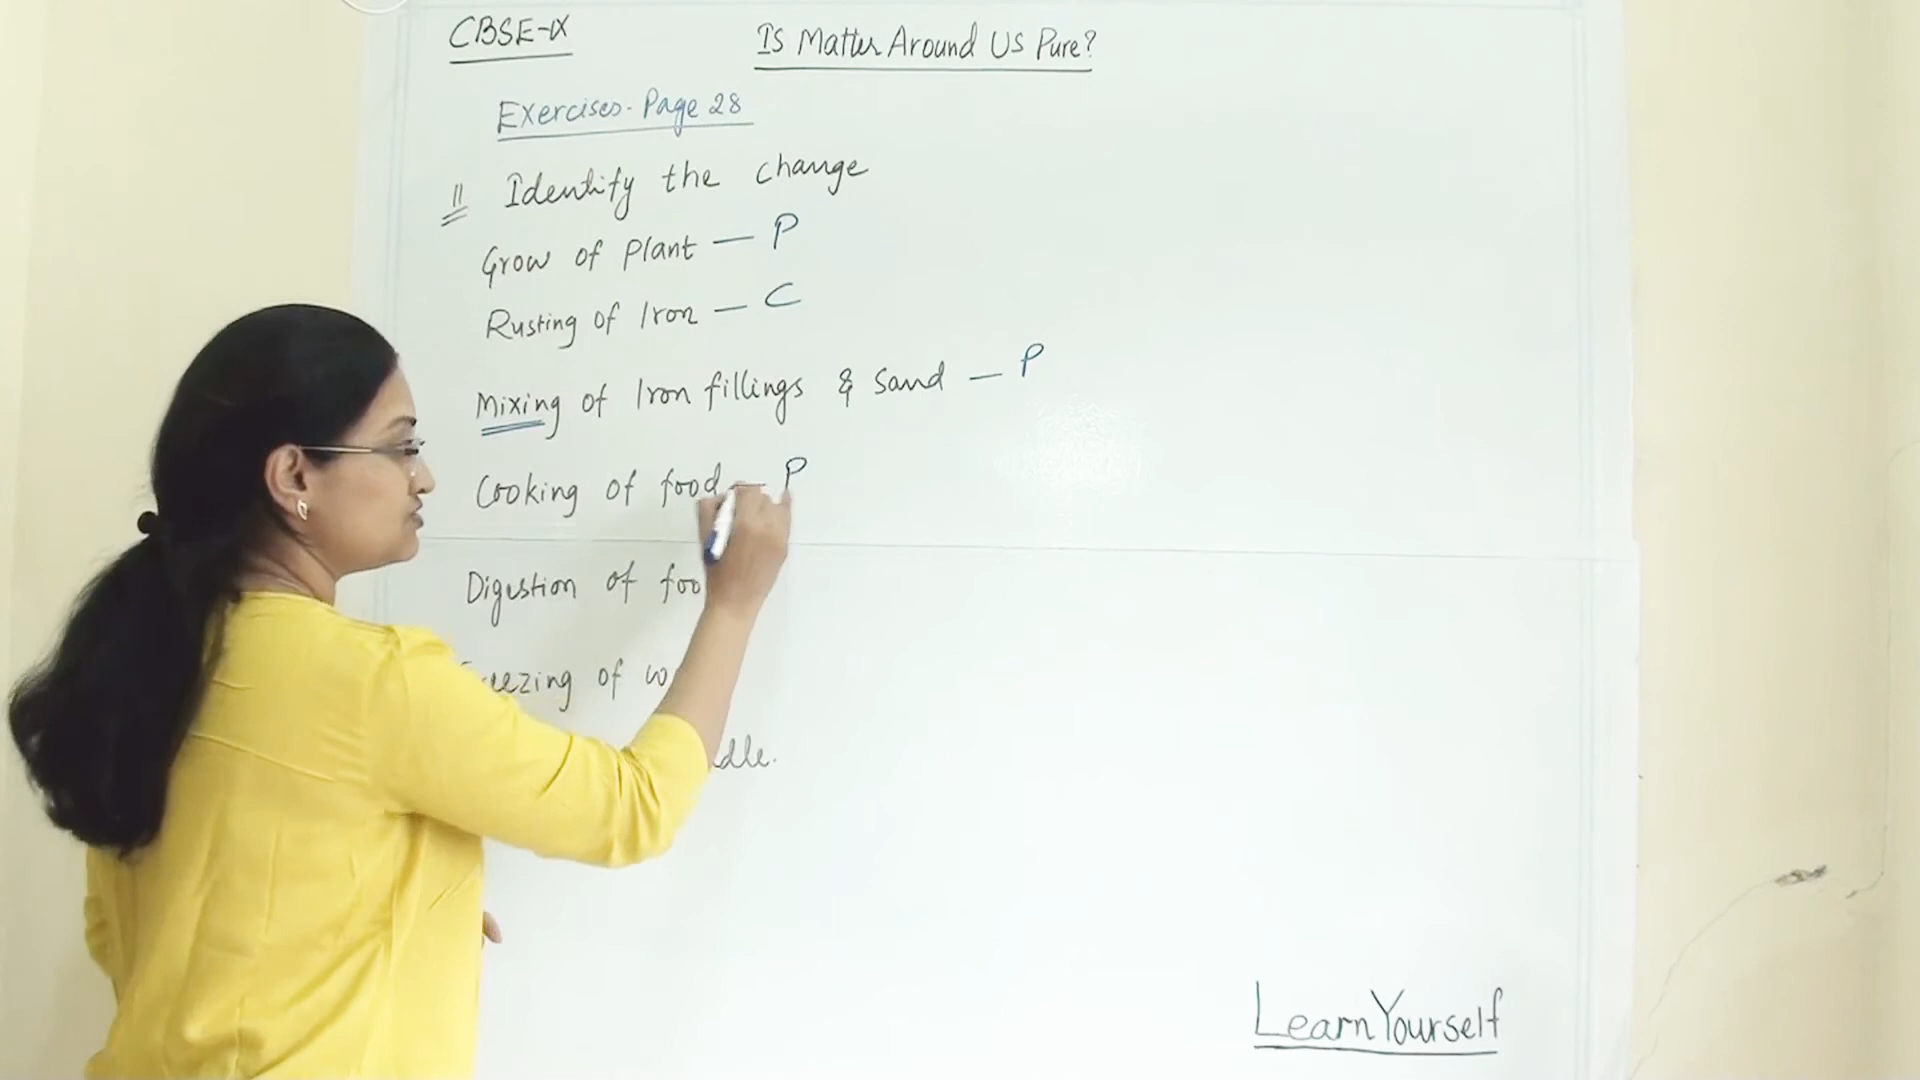 CBSE-IX
Is Matter Around Us Pure?
Exercises. Page 28
11 Identify the change
Grow of plant — P
Rusting of Iron — C
Mixing of Iron fillings & Sand — P
Cooking of food — P
Digestion of
of
LearnYourself